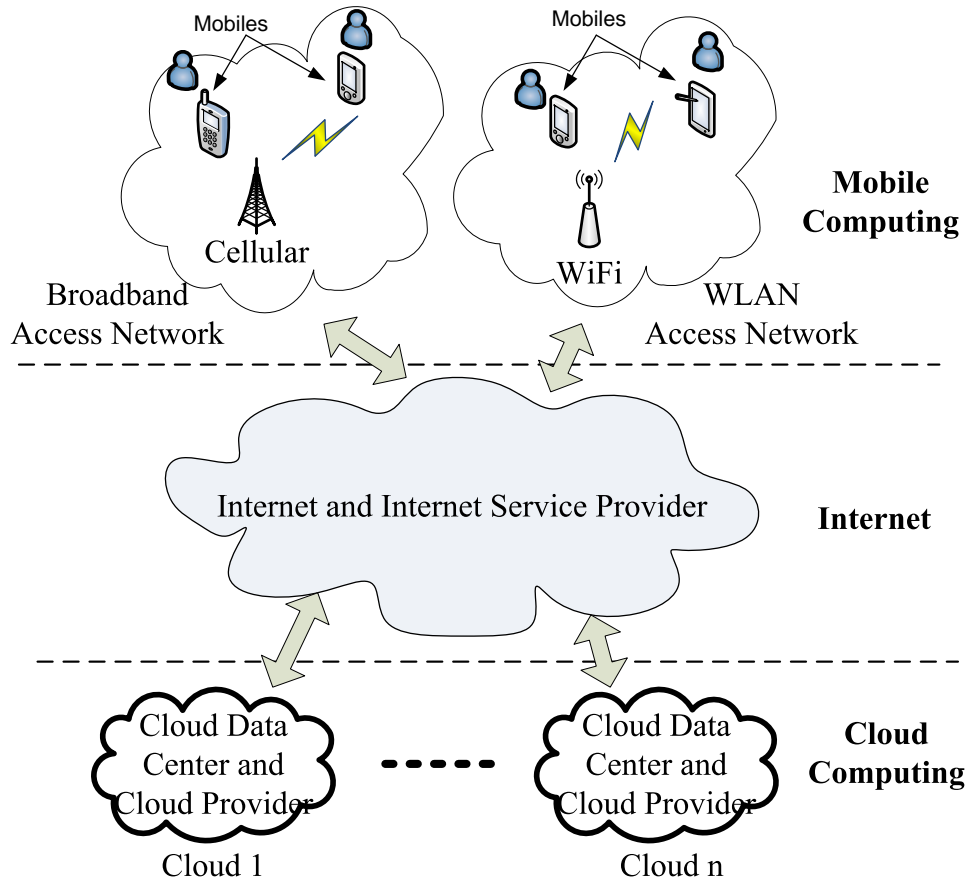 Mobiles
Mobiles
Cellular
WiFi
Mobile
Computing
Broadband
Access Network
WLAN
Access Network
Internet and Internet Service Provider
Internet
Cloud Data
Center and
Cloud Provider
Cloud 1
Cloud Data
Center and
Cloud Provider
Cloud n
Cloud
Computing